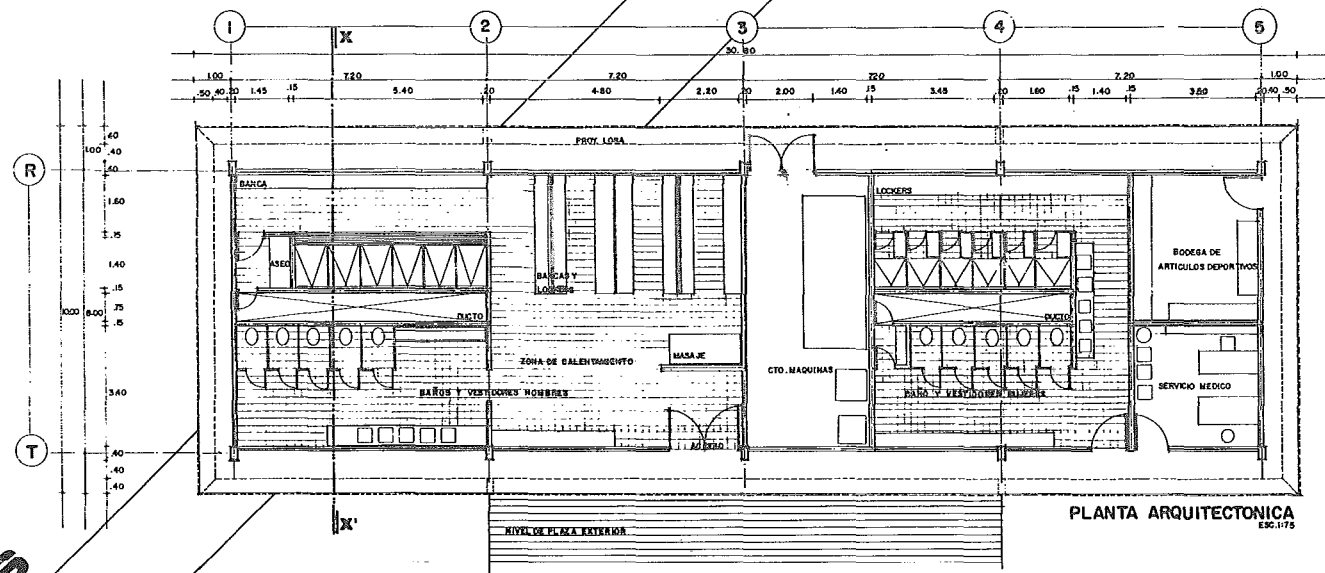 1 2 3 4 5
X
30.80
1.00 7.20 7.20 7.20 7.20 1.00
.50 .40 .20 1.45 .15 5.40 .20 4.80 2.20 .20 2.00 1.60 .15 3.45 .20 1.60 .15 1.40 .15 3.50 .20 .40 .50
PROY. LOSA
R
BANCA
LOCKERS
ASEO
BANCAS Y
LOCKERS
BODEGA DE
ARTICULOS DEPORTIVOS
DUCTO
DUCTO
MASAJE
ZONA DE CALENTAMIENTO
CTO. MAQUINAS
SERVICIO MEDICO
BAÑOS Y VESTIDORES HOMBRES
BAÑO Y VESTIDORES MUJERES
ACCESO
T
.40
.40
1.00
1.60
.15
1.40
.15
.75
.15
10.00
8.00
3.40
.40
.40
.40
X'
NIVEL DE PLAZA EXTERIOR
PLANTA ARQUITECTONICA
ESC. 1:75